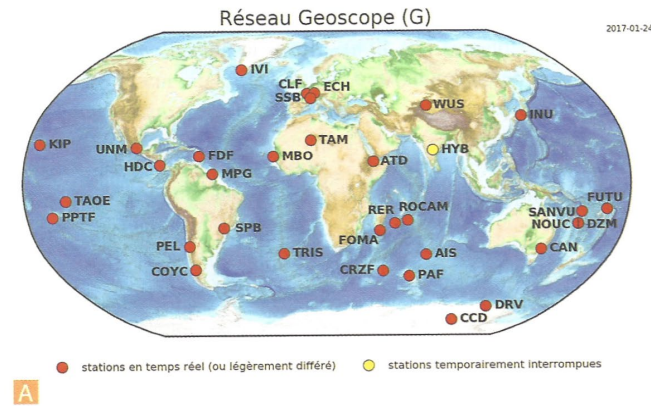 Réseau Geoscope (G)
2017-01-24
IVI
CLF
ECH
SSB
WUS
INU
KIP
UNM
HDC
FDF
MPG
MBO
TAM
ATD
HYB
TAOE
PPTF
SPB
RER
ROCAM
FOMA
FUTU
SANVU
NOUC
DZM
PEL
COYC
TRIS
CRZF
AIS
PAF
CAN
DRV
CCD
stations en temps réel (ou légèrement différé)
stations temporairement interrompues
A